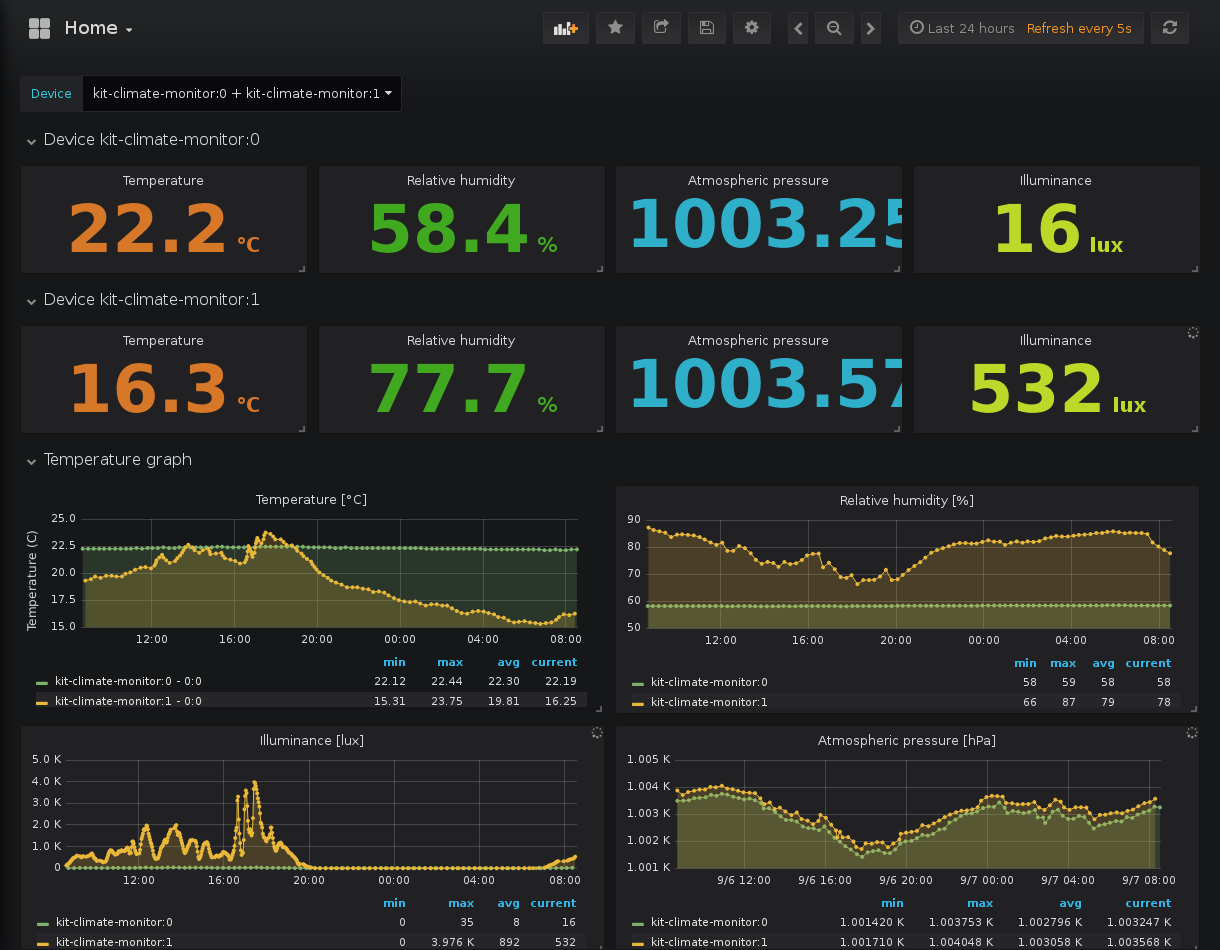 Home
Last 24 hours Refresh every 5s
Device kit-climate-monitor:0 + kit-climate-monitor:1
Device kit-climate-monitor:0
Temperature Relative humidity Atmospheric pressure Illuminance
22.2 °C 58.4 % 1003.25 16 lux
Device kit-climate-monitor:1
Temperature Relative humidity Atmospheric pressure Illuminance
16.3 °C 77.7 % 1003.57 532 lux
Temperature graph
Temperature [°C]
Temperature (C)
25.0
22.5
20.0
17.5
15.0
12:00 16:00 20:00 00:00 04:00 08:00
min max avg current
kit-climate-monitor:0 - 0:0 22.12 22.44 22.30 22.19
kit-climate-monitor:1 - 0:0 15.31 23.75 19.81 16.25
Relative humidity [%]
90
80
70
60
50
12:00 16:00 20:00 00:00 04:00 08:00
min max avg current
kit-climate-monitor:0 58 59 58 58
kit-climate-monitor:1 66 87 79 78
Illuminance [lux]
5.0 K
4.0 K
3.0 K
2.0 K
1.0 K
0
12:00 16:00 20:00 00:00 04:00 08:00
min max avg current
kit-climate-monitor:0 0 35 8 16
kit-climate-monitor:1 0 3.976 K 892 532
Atmospheric pressure [hPa]
1.005 K
1.004 K
1.003 K
1.002 K
1.001 K
9/6 12:00 9/6 16:00 9/6 20:00 9/7 00:00 9/7 04:00 9/7 08:00
min max avg current
kit-climate-monitor:0 1.001420 K 1.003753 K 1.002796 K 1.003247 K
kit-climate-monitor:1 1.001710 K 1.004048 K 1.003058 K 1.003568 K